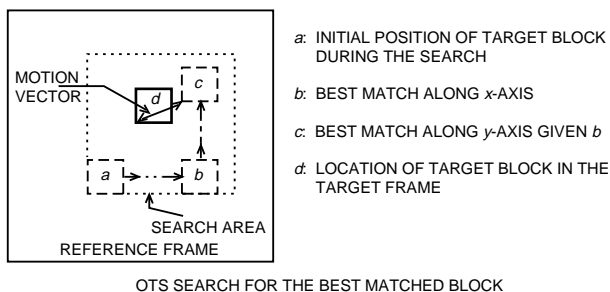 MOTION
VECTOR
d
c
a
b
SEARCH AREA
REFERENCE FRAME
a: INITIAL POSITION OF TARGET BLOCK
DURING THE SEARCH
b: BEST MATCH ALONG x-AXIS
c: BEST MATCH ALONG y-AXIS GIVEN b
d: LOCATION OF TARGET BLOCK IN THE
TARGET FRAME
OTS SEARCH FOR THE BEST MATCHED BLOCK